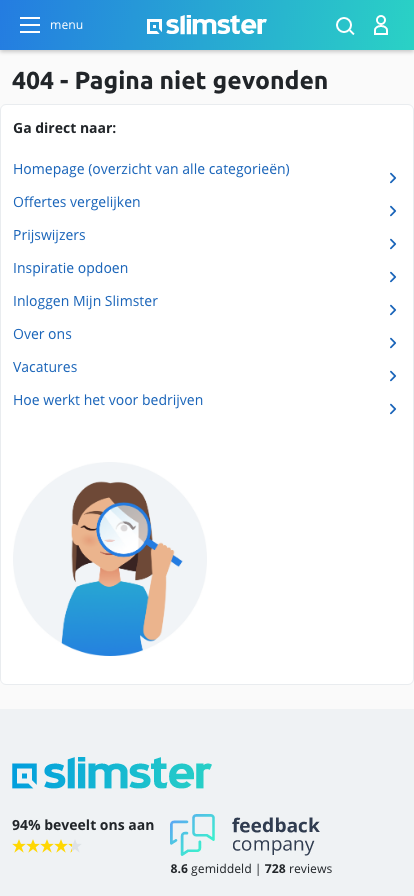 menu
slimster
404 - Pagina niet gevonden
Ga direct naar:
Homepage (overzicht van alle categorieën)
Offertes vergelijken
Prijswijzers
Inspiratie opdoen
Inloggen Mijn Slimster
Over ons
Vacatures
Hoe werkt het voor bedrijven
slimster
94% beveelt ons aan
feedback
company
8.6 gemiddeld | 728 reviews